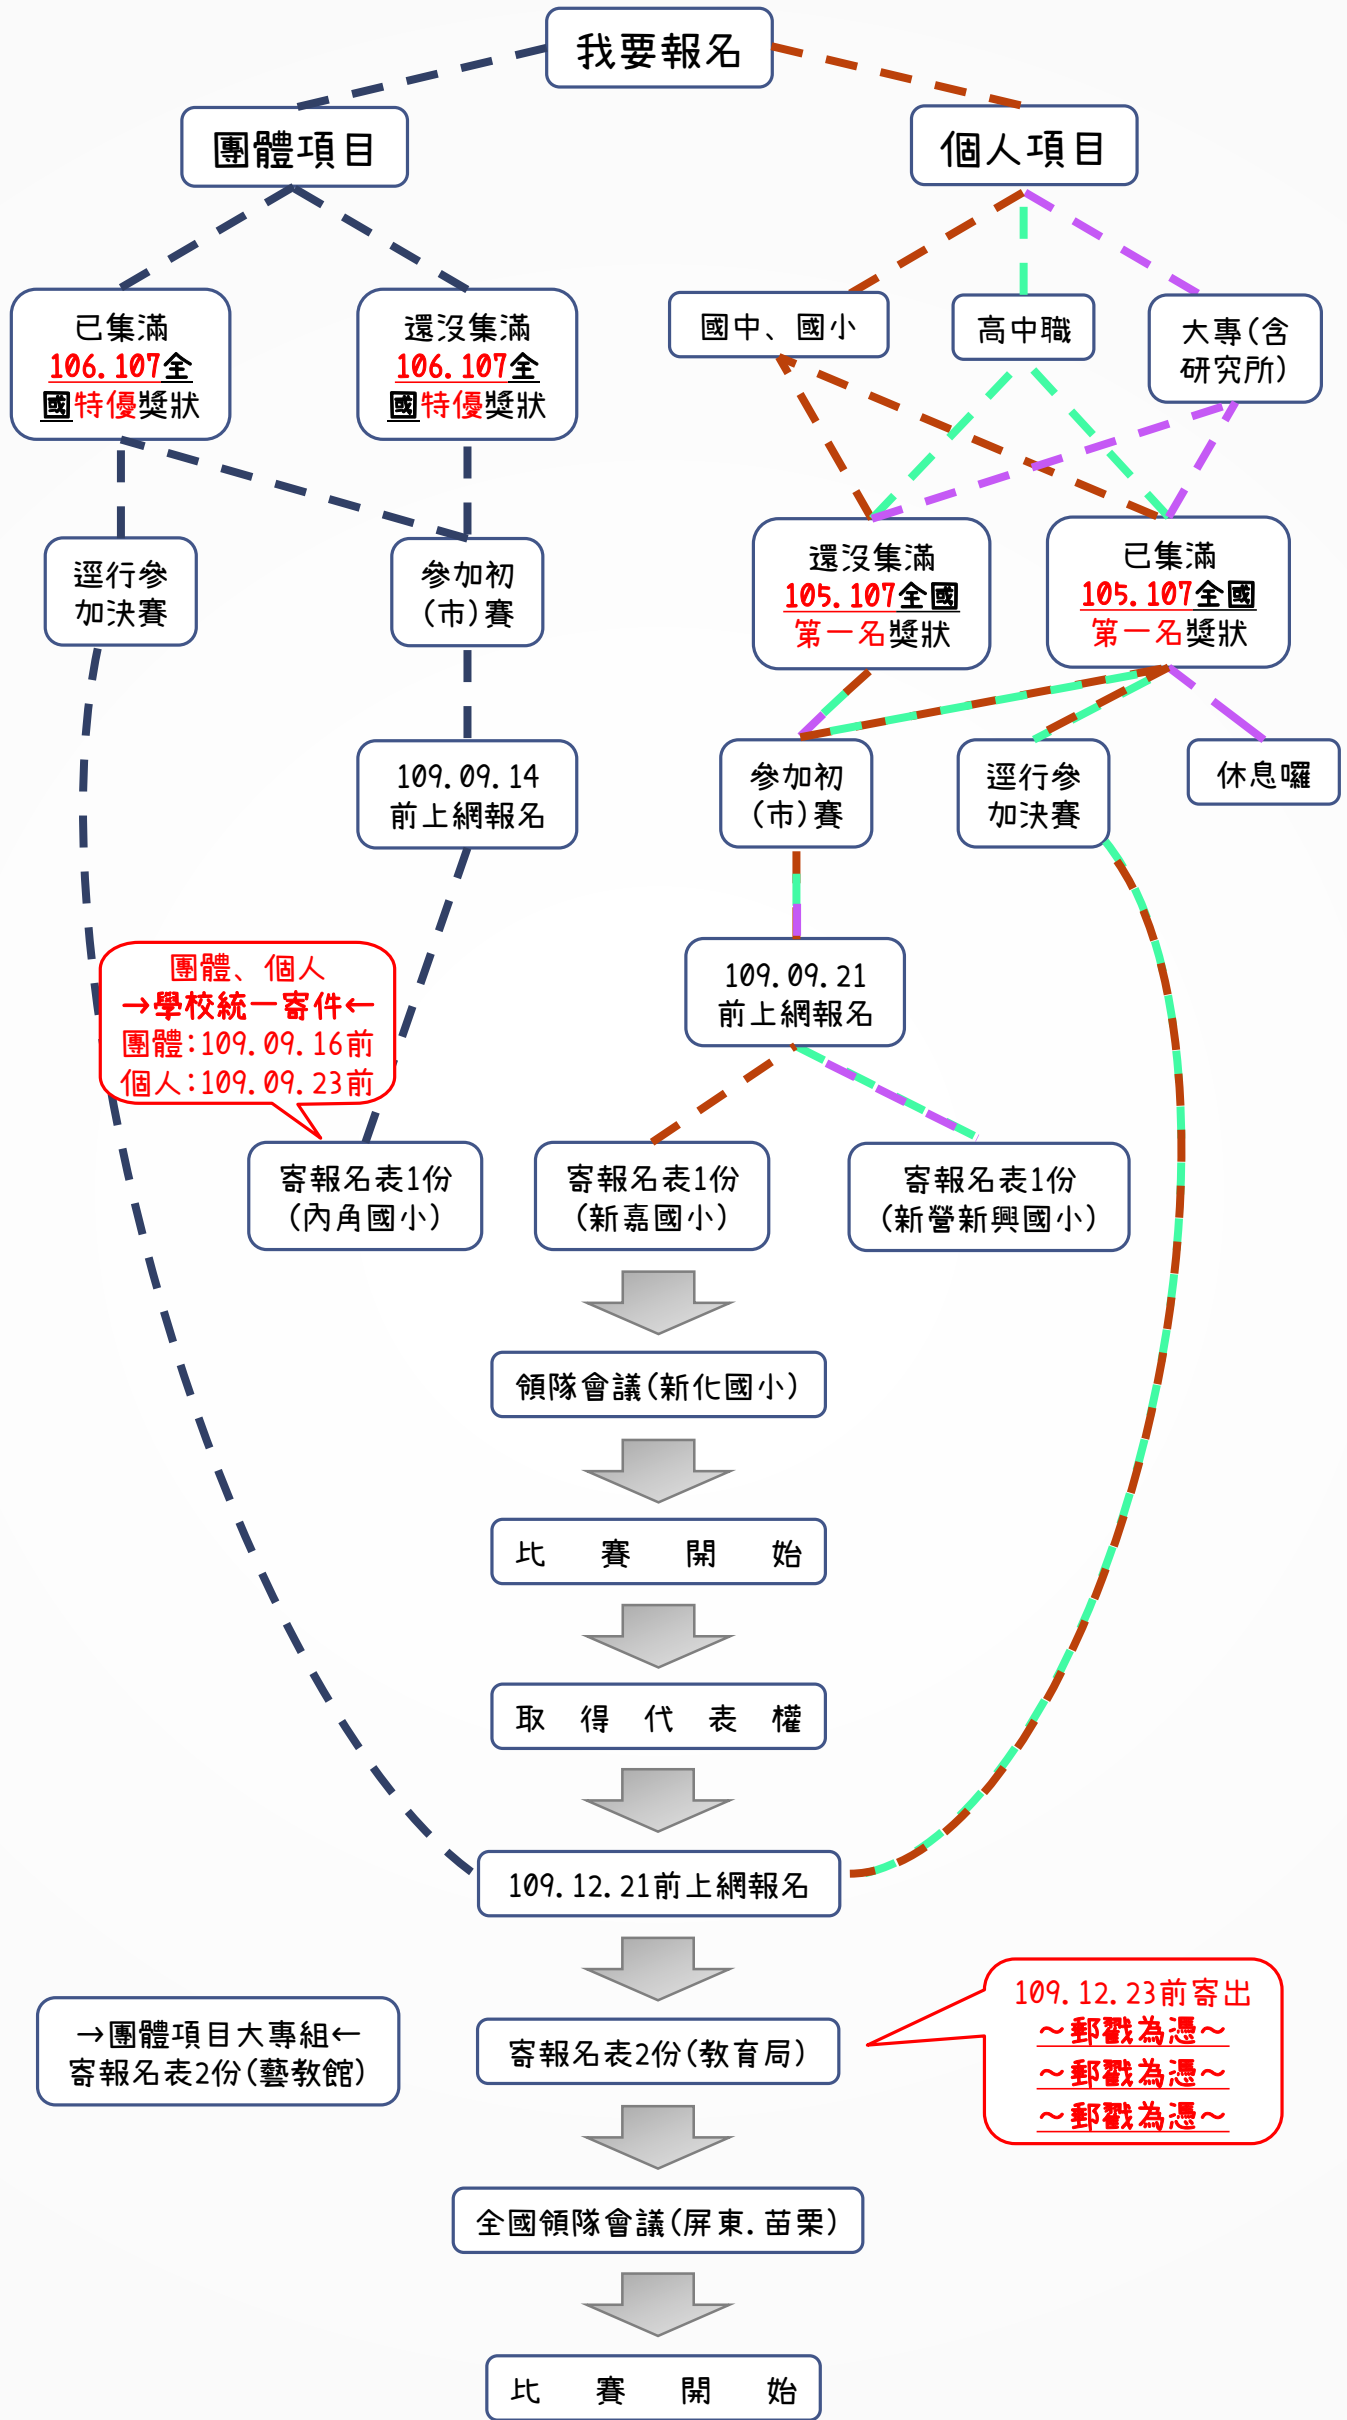 我要報名
團體項目
個人項目
已集滿
106.107全
國特優獎狀
還沒集滿
106.107全
國特優獎狀
國中、國小
高中職
大專(含
研究所)
逕行參
加決賽
參加初
(市)賽
還沒集滿
105.107全國
第一名獎狀
已集滿
105.107全國
第一名獎狀
109.09.14
前上網報名
參加初
(市)賽
逕行參
加決賽
休息囉
團體、個人
→學校統一寄件←
團體:109.09.16前
個人:109.09.23前
109.09.21
前上網報名
寄報名表1份
(內角國小)
寄報名表1份
(新嘉國小)
寄報名表1份
(新營新興國小)
領隊會議(新化國小)
比 賽 開 始
取 得 代 表 權
109.12.21前上網報名
→團體項目大專組←
寄報名表2份(藝教館)
寄報名表2份(教育局)
109.12.23前寄出
～郵戳為憑～
～郵戳為憑～
～郵戳為憑～
全國領隊會議(屏東.苗栗)
比 賽 開 始